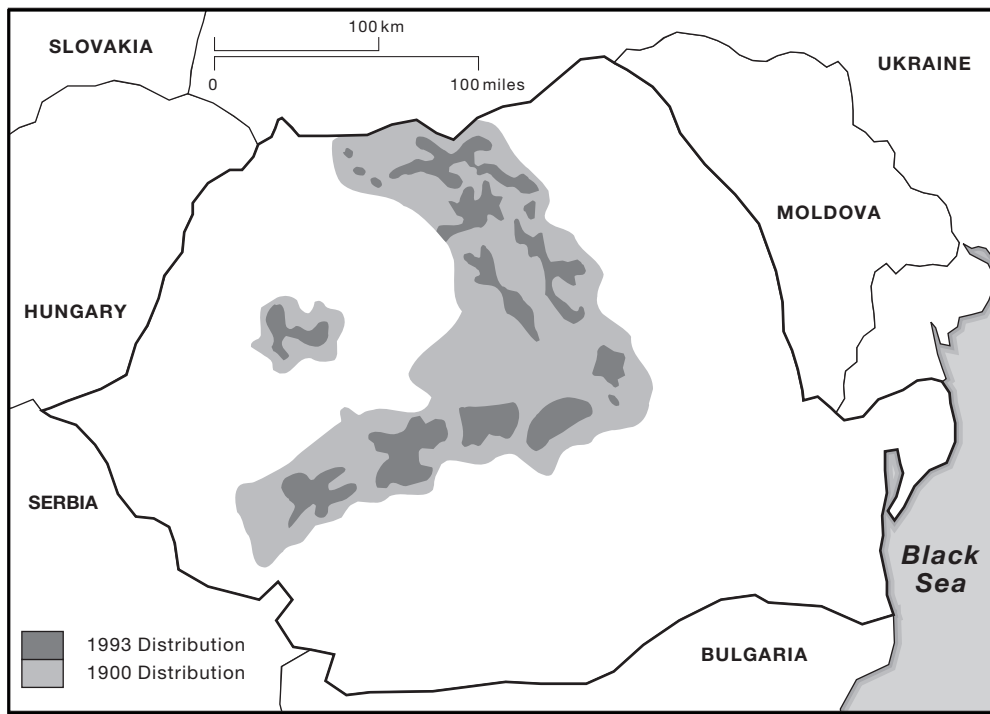 SLOVAKIA
100 km
0
100 miles
UKRAINE
MOLDOVA
HUNGARY
SERBIA
Black
Sea
1993 Distribution
1900 Distribution
BULGARIA